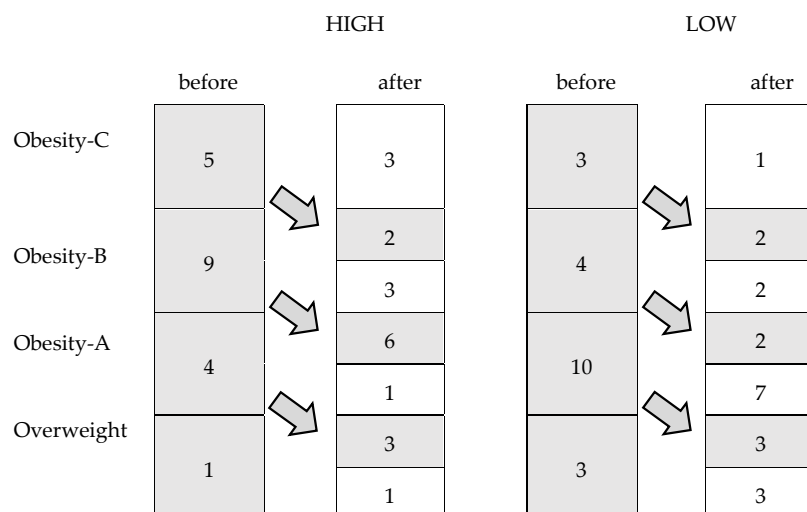 HIGH LOW
before after before after
Obesity-C 5 3 3 1
2 2
Obesity-B 9 4
3 2
Obesity-A 6 2
4 10
1 7
Overweight 3 3
1 3
1 3